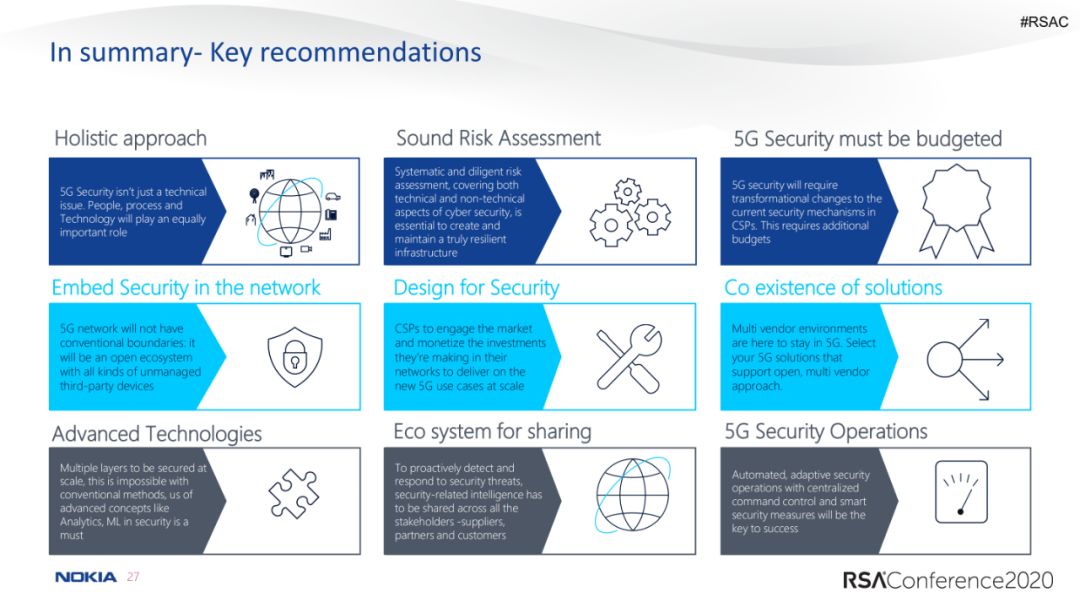 #RSAC
In summary- Key recommendations
Holistic approach
5G Security isn't just a technical
issue. People, process and
Technology will play an equally
important role
Sound Risk Assessment
Systematic and diligent risk
assessment, covering both
technical and non-technical
aspects of cyber security, is
essential to create and
maintain a truly resilient
infrastructure
5G Security must be budgeted
5G security will require
transformational changes to the
current security mechanisms in
CSPs. This requires additional
budgets
Embed Security in the network
5G network will not have
conventional boundaries: it
will be an open ecosystem
with all kinds of unmanaged
third-party devices
Design for Security
CSPs to engage the market
and monetize the investments
they're making in their
networks to deliver on the
new 5G use cases at scale
Co existence of solutions
Multi vendor environments
are here to stay in 5G. Select
your 5G solutions that
support open, multi vendor
approach.
Advanced Technologies
Multiple layers to be secured at
scale, this is impossible with
conventional methods, us of
advanced concepts like
Analytics, ML in security is a
must
Eco system for sharing
To proactively detect and
respond to security threats,
security-related intelligence has
to be shared across all the
stakeholders -suppliers,
partners and customers
5G Security Operations
Automated, adaptive security
operations with centralized
command control and smart
security measures will be the
key to success
NOKIA 27
RSAConference2020